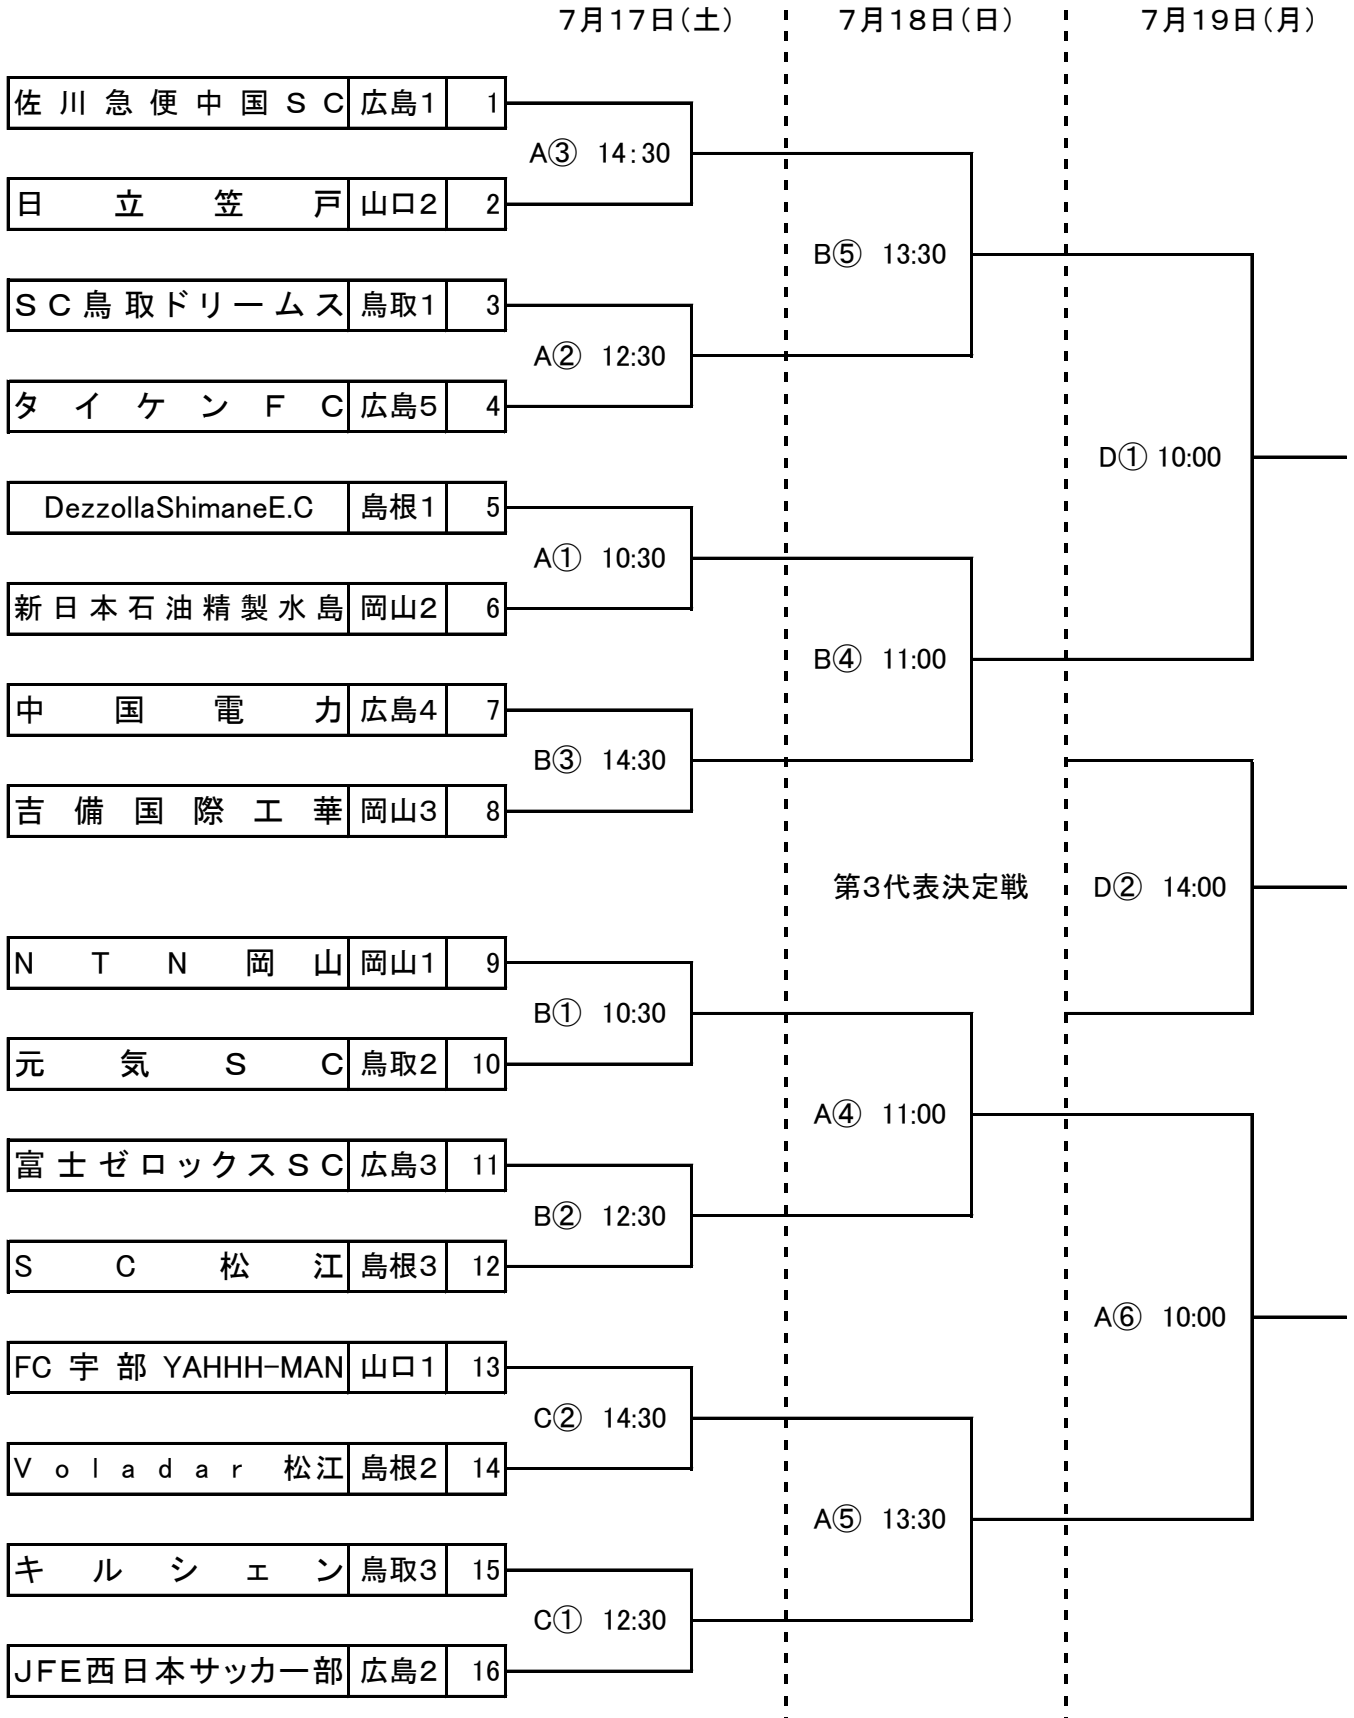 7月17日(土) 7月18日(日) 7月19日(月)
佐川急便中国SC 広島1 1
A③ 14:30
日立笠戸 山口2 2
B⑤ 13:30
SC鳥取ドリームス 鳥取1 3
A② 12:30
タイケンFC 広島5 4
D① 10:00
DezzollaShimaneE.C 島根1 5
A① 10:30
新日本石油精製水島 岡山2 6
B④ 11:00
中国電力 広島4 7
B③ 14:30
吉備国際工華 岡山3 8
第3代表決定戦 D② 14:00
NTN岡山 岡山1 9
B① 10:30
元気SC 鳥取2 10
A④ 11:00
富士ゼロックスSC 広島3 11
B② 12:30
SC松江 島根3 12
A⑥ 10:00
FC宇部YAHHH-MAN 山口1 13
C② 14:30
Voladar松江 島根2 14
A⑤ 13:30
キルシェン 鳥取3 15
C① 12:30
JFE西日本サッカー部 広島2 16